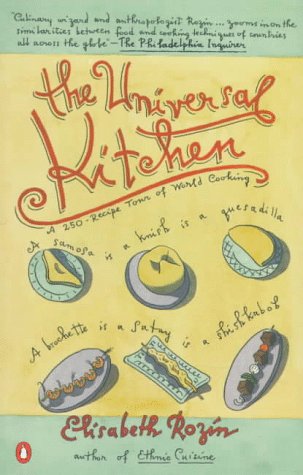 "Culinary wizard and anthropologist Rozin... zooms in on the
similarities between food and cooking techniques of countries
all across the globe"—The Philadelphia Inquirer
the Universal
Kitchen
A 250-Recipe Tour of World Cooking
A samosa is a knish is a quesadilla
A brochette is a satay is a shishkabob
Elisabeth Rozin
author of Ethnic Cuisine